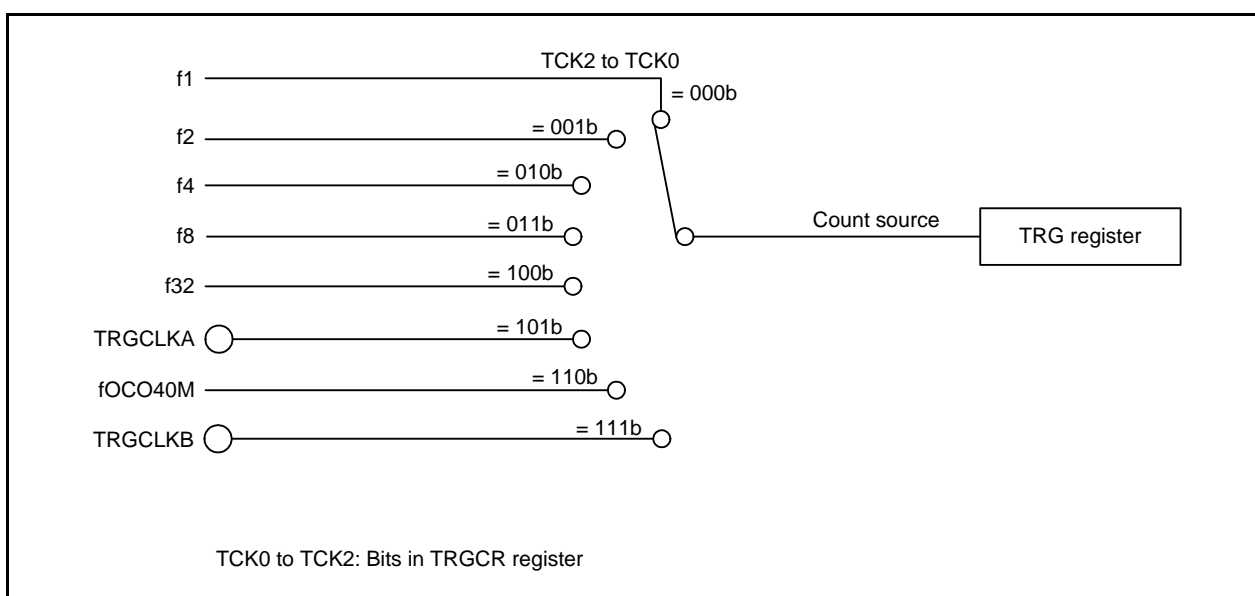 TCK2 to TCK0
f1
= 000b
f2
= 001b
f4
= 010b
f8
= 011b
Count source
TRG register
f32
= 100b
TRGCLKA
= 101b
fOCO40M
= 110b
TRGCLKB
= 111b
TCK0 to TCK2: Bits in TRGCR register